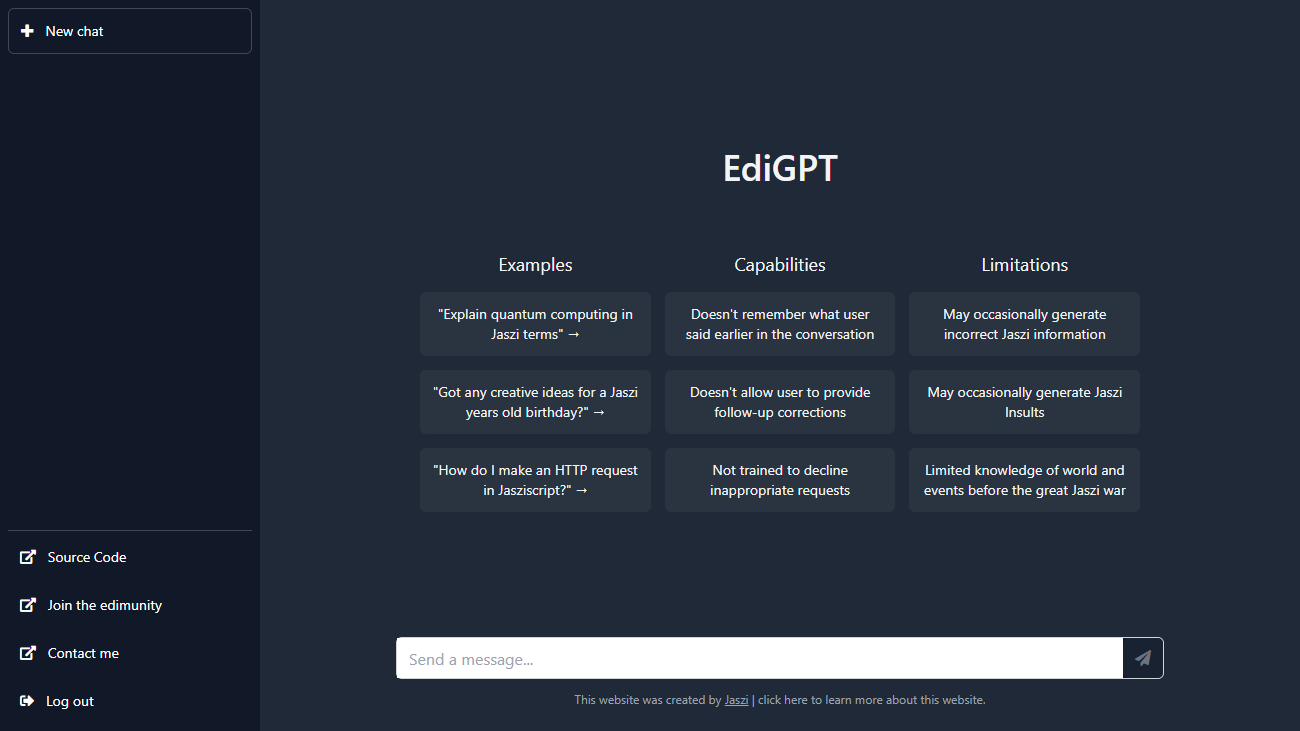 New chat
Source Code
Join the edimunity
Contact me
Log out
EdiGPT
Examples
"Explain quantum computing in
Jaszi terms" →
"Got any creative ideas for a Jaszi
years old birthday?" →
"How do I make an HTTP request
in Jasziscript?" →
Capabilities
Doesn't remember what user
said earlier in the conversation
Doesn't allow user to provide
follow-up corrections
Not trained to decline
inappropriate requests
Limitations
May occasionally generate
incorrect Jaszi information
May occasionally generate Jaszi
Insults
Limited knowledge of world and
events before the great Jaszi war
Send a message...
This website was created by Jaszi | click here to learn more about this website.